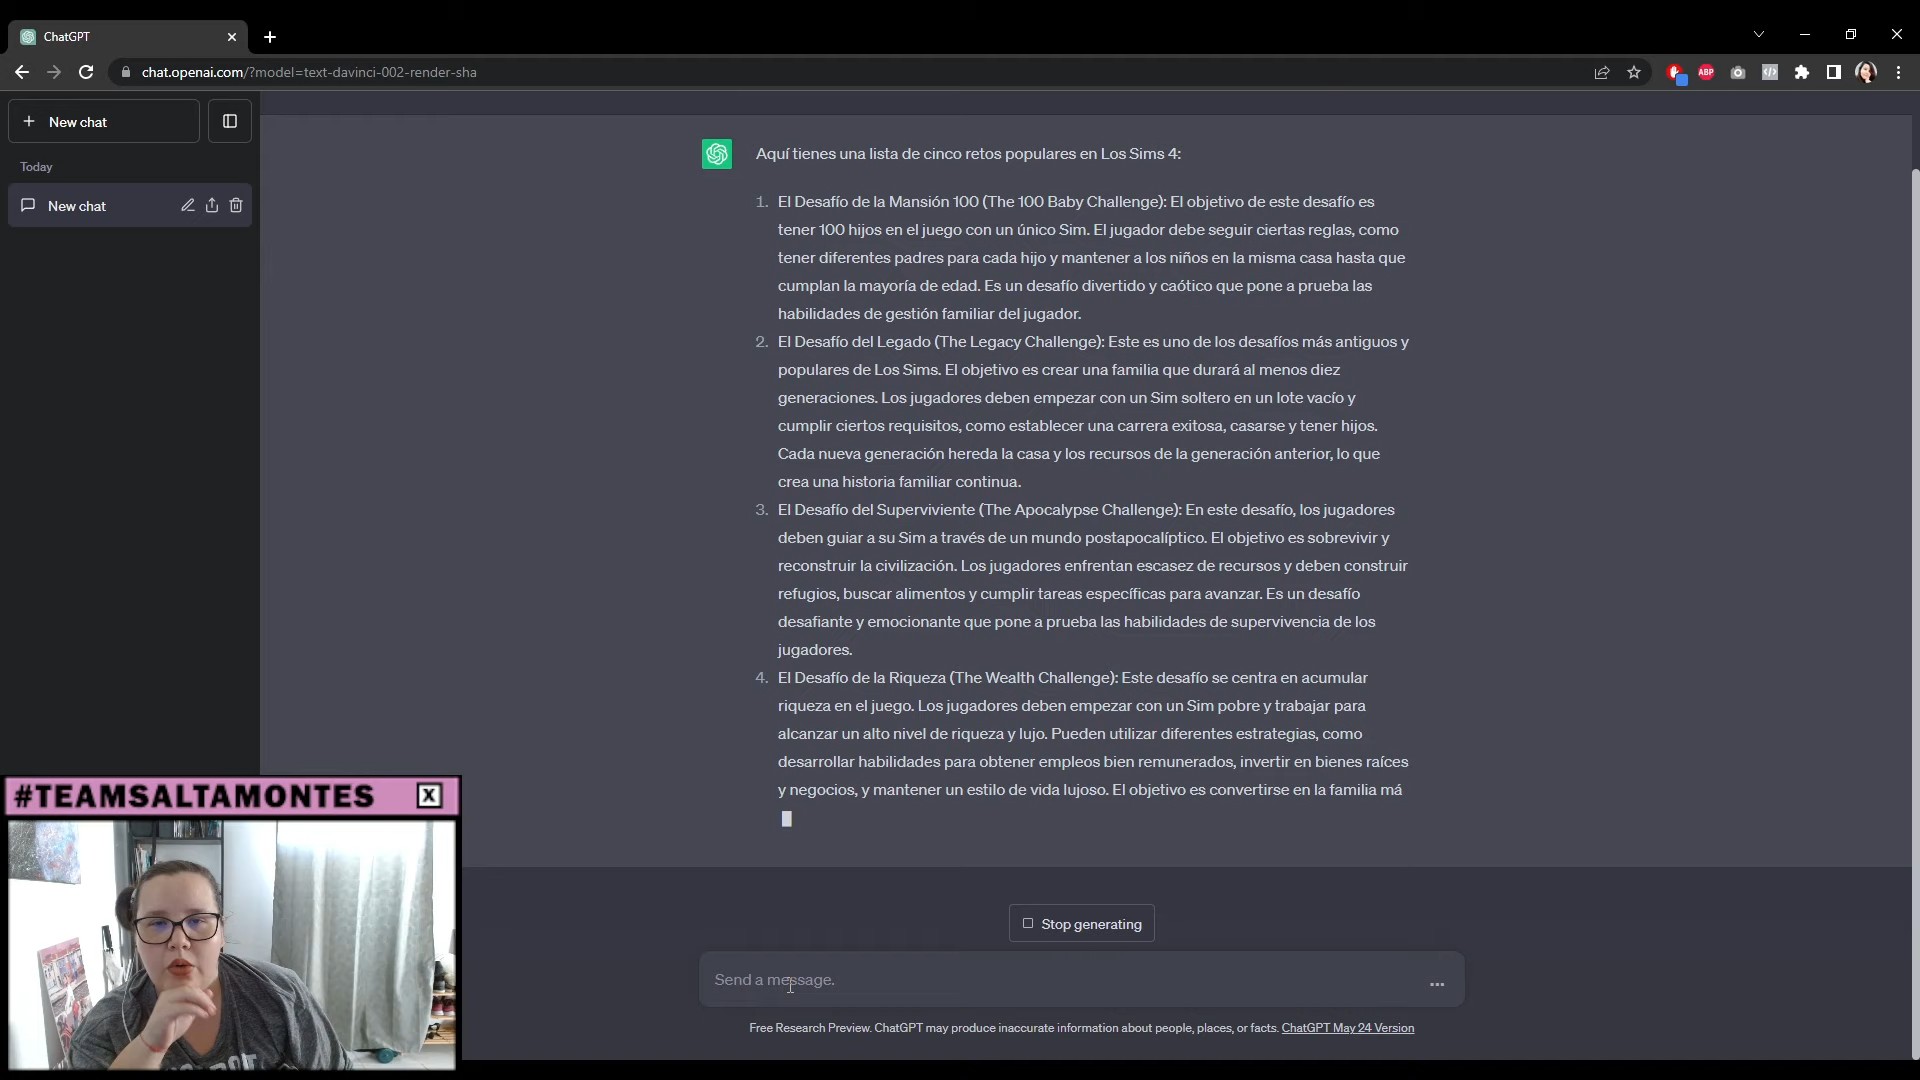 ChatGPT
chat.openai.com/?model=text-davinci-002-render-sha
ABP
New chat
Today
New chat
Aquí tienes una lista de cinco retos populares en Los Sims 4:
1. El Desafío de la Mansión 100 (The 100 Baby Challenge): El objetivo de este desafío es
tener 100 hijos en el juego con un único Sim. El jugador debe seguir ciertas reglas, como
tener diferentes padres para cada hijo y mantener a los niños en la misma casa hasta que
cumplan la mayoría de edad. Es un desafío divertido y caótico que pone a prueba las
habilidades de gestión familiar del jugador.
2. El Desafío del Legado (The Legacy Challenge): Este es uno de los desafíos más antiguos y
populares de Los Sims. El objetivo es crear una familia que durará al menos diez
generaciones. Los jugadores deben empezar con un Sim soltero en un lote vacío y
cumplir ciertos requisitos, como establecer una carrera exitosa, casarse y tener hijos.
Cada nueva generación hereda la casa y los recursos de la generación anterior, lo que
crea una historia familiar continua.
3. El Desafío del Superviviente (The Apocalypse Challenge): En este desafío, los jugadores
deben guiar a su Sim a través de un mundo postapocalíptico. El objetivo es sobrevivir y
reconstruir la civilización. Los jugadores enfrentan escasez de recursos y deben construir
refugios, buscar alimentos y cumplir tareas específicas para avanzar. Es un desafío
desafiante y emocionante que pone a prueba las habilidades de supervivencia de los
jugadores.
4. El Desafío de la Riqueza (The Wealth Challenge): Este desafío se centra en acumular
riqueza en el juego. Los jugadores deben empezar con un Sim pobre y trabajar para
alcanzar un alto nivel de riqueza y lujo. Pueden utilizar diferentes estrategias, como
desarrollar habilidades para obtener empleos bien remunerados, invertir en bienes raíces
y negocios, y mantener un estilo de vida lujoso. El objetivo es convertirse en la familia má
#TEAMSALTAMONTES X
Stop generating
Send a message.
Free Research Preview. ChatGPT may produce inaccurate information about people, places, or facts. ChatGPT May 24 Version